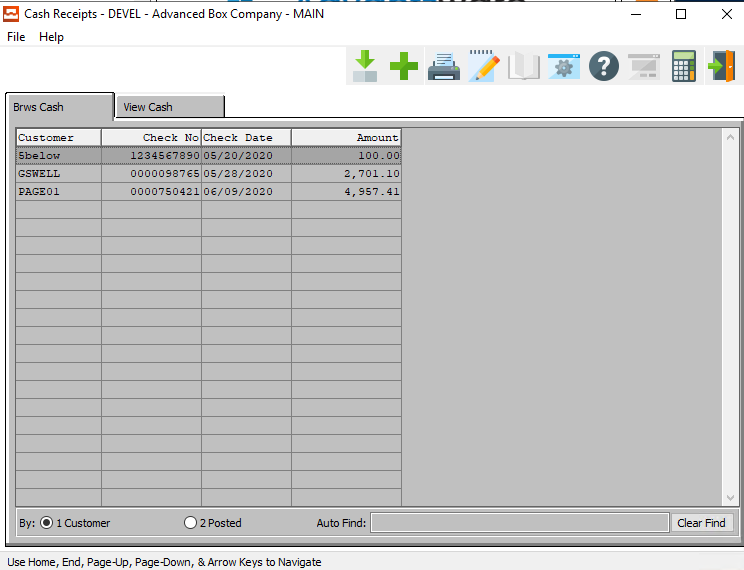 Cash Receipts - DEVEL - Advanced Box Company - MAIN
File Help
Brws Cash View Cash
Customer Check No Check Date Amount
5below 1234567890 05/20/2020 100.00
GSWELL 0000098765 05/28/2020 2,701.10
PAGE01 0000750421 06/09/2020 4,957.41
By: 1 Customer 2 Posted Auto Find: Clear Find
Use Home, End, Page-Up, Page-Down, & Arrow Keys to Navigate